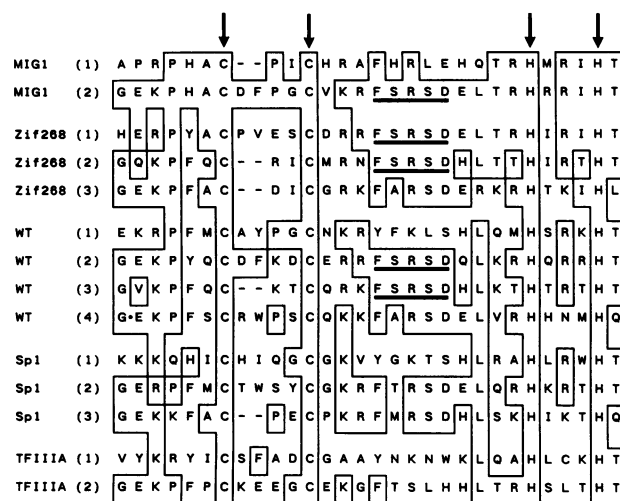 MIG1 (1) A P R P H A C - - P I C H R A F H R L E H Q T R H M R I H T
MIG1 (2) G E K P H A C D F P G C V K R F S R S D E L T R H R R I H T
Zif268 (1) H E R P Y A C P V E S C D R R F S R S D E L T R H I R I H T
Zif268 (2) G Q K P F Q C - - R I C M R N F S R S D H L T T H I R T H T
Zif268 (3) G E K P F A C - - D I C G R K F A R S D E R K R H T K I H L
WT (1) E K R P F M C A Y P G C N K R Y F K L S H L Q M H S R K H T
WT (2) G E K P Y Q C D F K D C E R R F S R S D Q L K R H Q R R H T
WT (3) G V K P F Q C - - K T C Q R K F S R S D H L K T H T R T H T
WT (4) G • E K P F S C R W P S C Q K K F A R S D E L V R H H N M H Q
Sp1 (1) K K K Q H I C H I Q G C G K V Y G K T S H L R A H L R W H T
Sp1 (2) G E R P F M C T W S Y C G K R F T R S D E L Q R H K R T H T
Sp1 (3) G E K K F A C - - P E C P K R F M R S D H L S K H I K T H Q
TFIIIA (1) V Y K R Y I C S F A D C G A A Y N K N W K L Q A H L C K H T
TFIIIA (2) G E K P F P C K E E G C E K G F T S L H H L T R H S L T H T